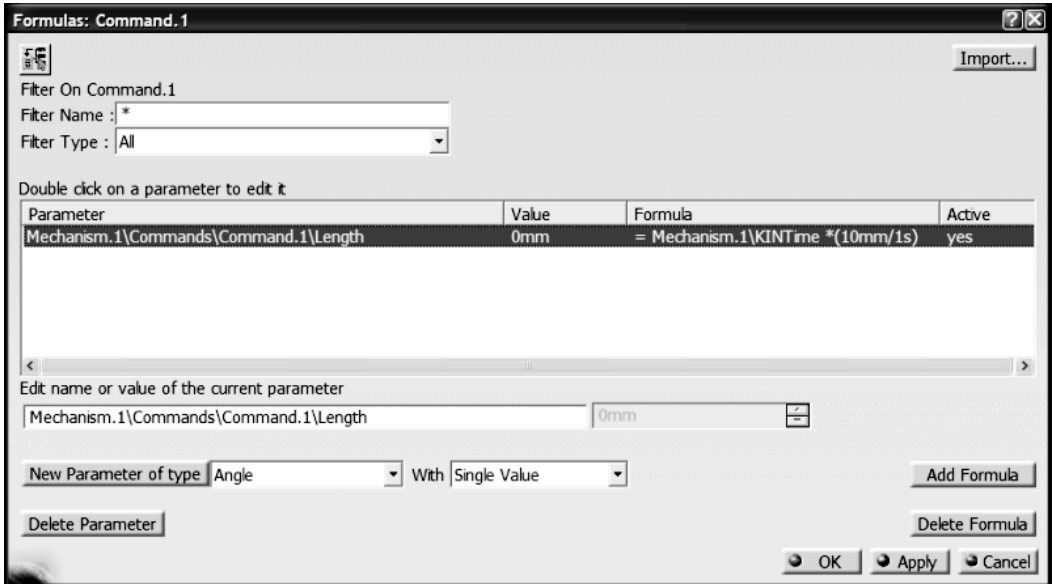 Formulas: Command.1
Import...
Filter On Command.1
Filter Name : *
Filter Type : All
Double click on a parameter to edit it
Parameter Value Formula Active
Mechanism.1\Commands\Command.1\Length 0mm = Mechanism.1\KINTime *(10mm/1s) yes
Edit name or value of the current parameter
Mechanism.1\Commands\Command.1\Length 0mm
New Parameter of type Angle With Single Value Add Formula
Delete Parameter Delete Formula
OK Apply Cancel